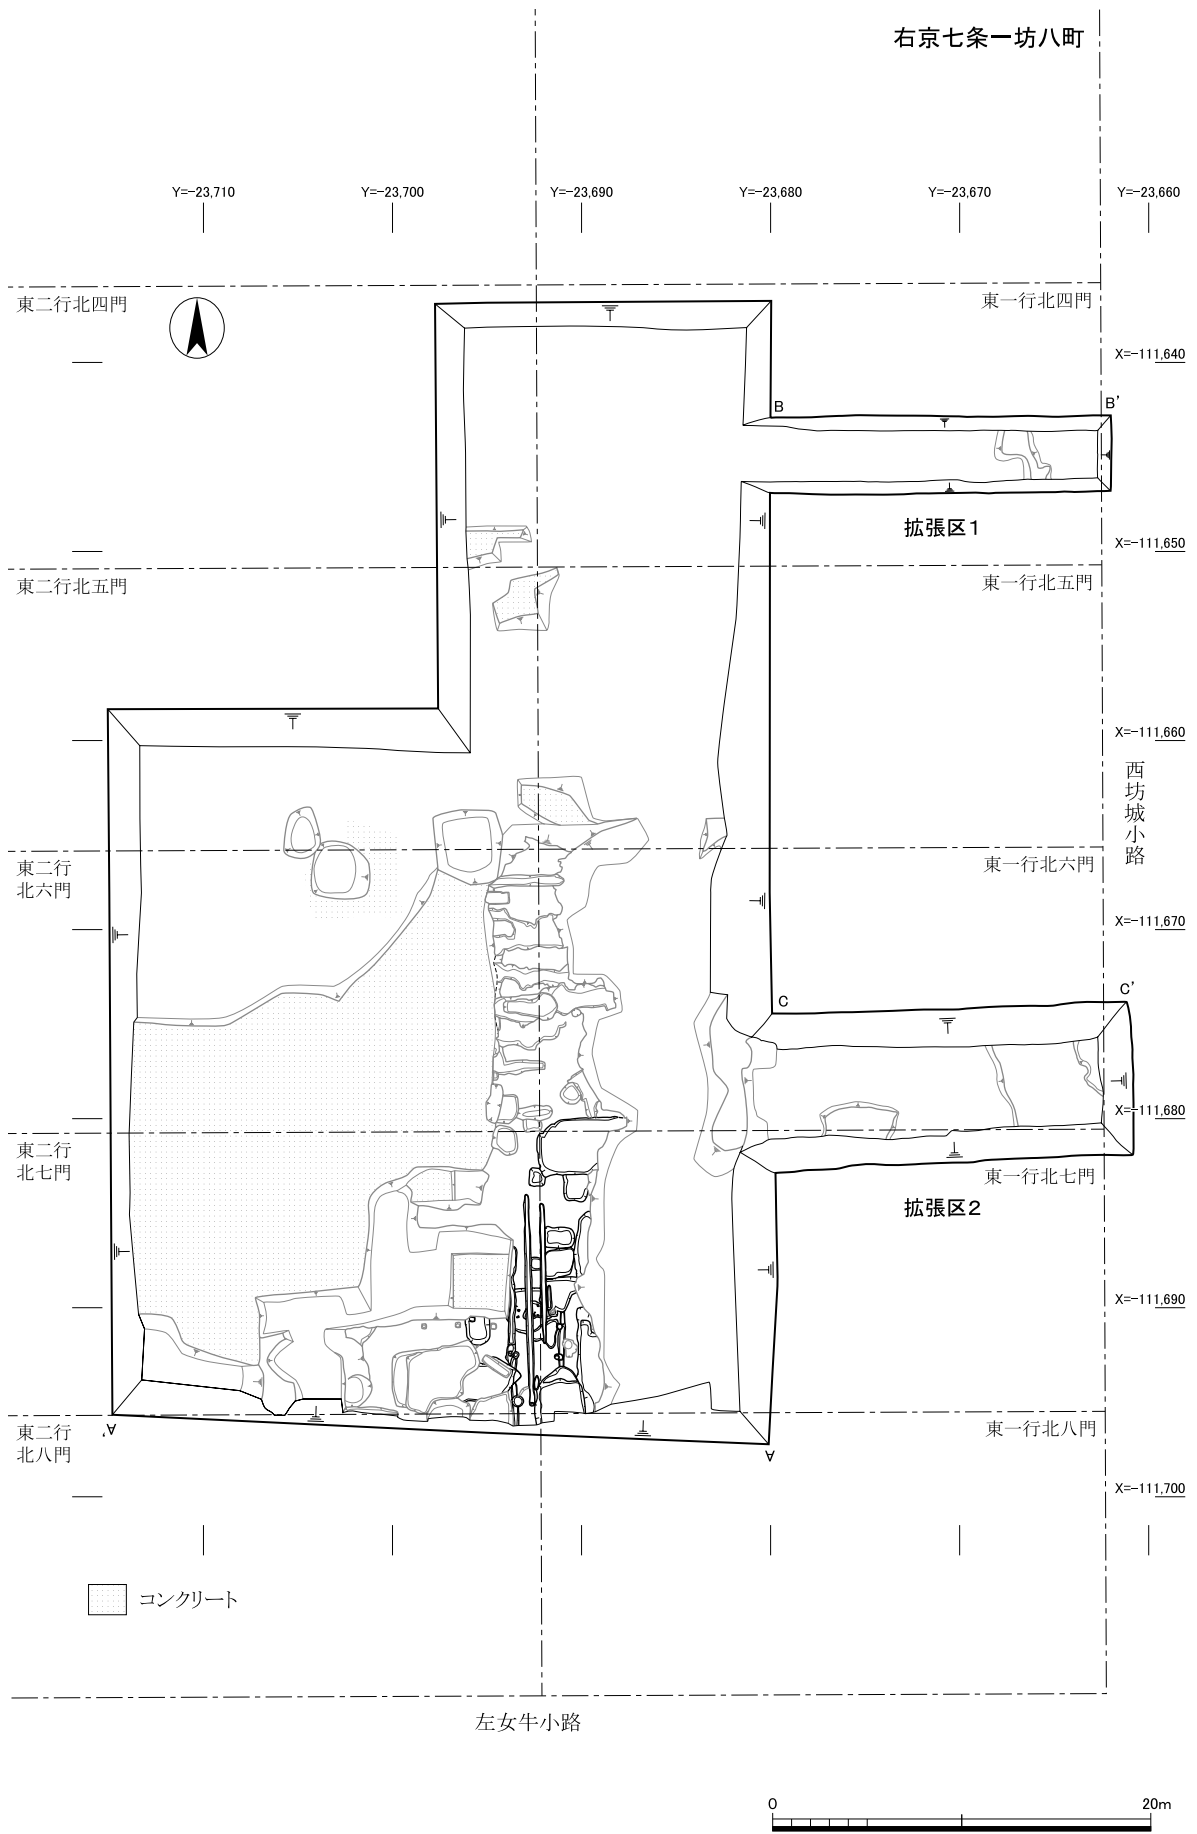 右京七条一坊八町
Y=-23,710
Y=-23,700
Y=-23,690
Y=-23,680
Y=-23,670
Y=-23,660
東二行北四門
東一行北四門
X=-111,640
B
B'
拡張区1
X=-111,650
東二行北五門
東一行北五門
X=-111,660
西坊城小路
東二行
北六門
東一行北六門
X=-111,670
C
C'
X=-111,680
東二行
北七門
東一行北七門
拡張区2
X=-111,690
A'
A
東二行
北八門
東一行北八門
X=-111,700
コンクリート
左女牛小路
0
20m